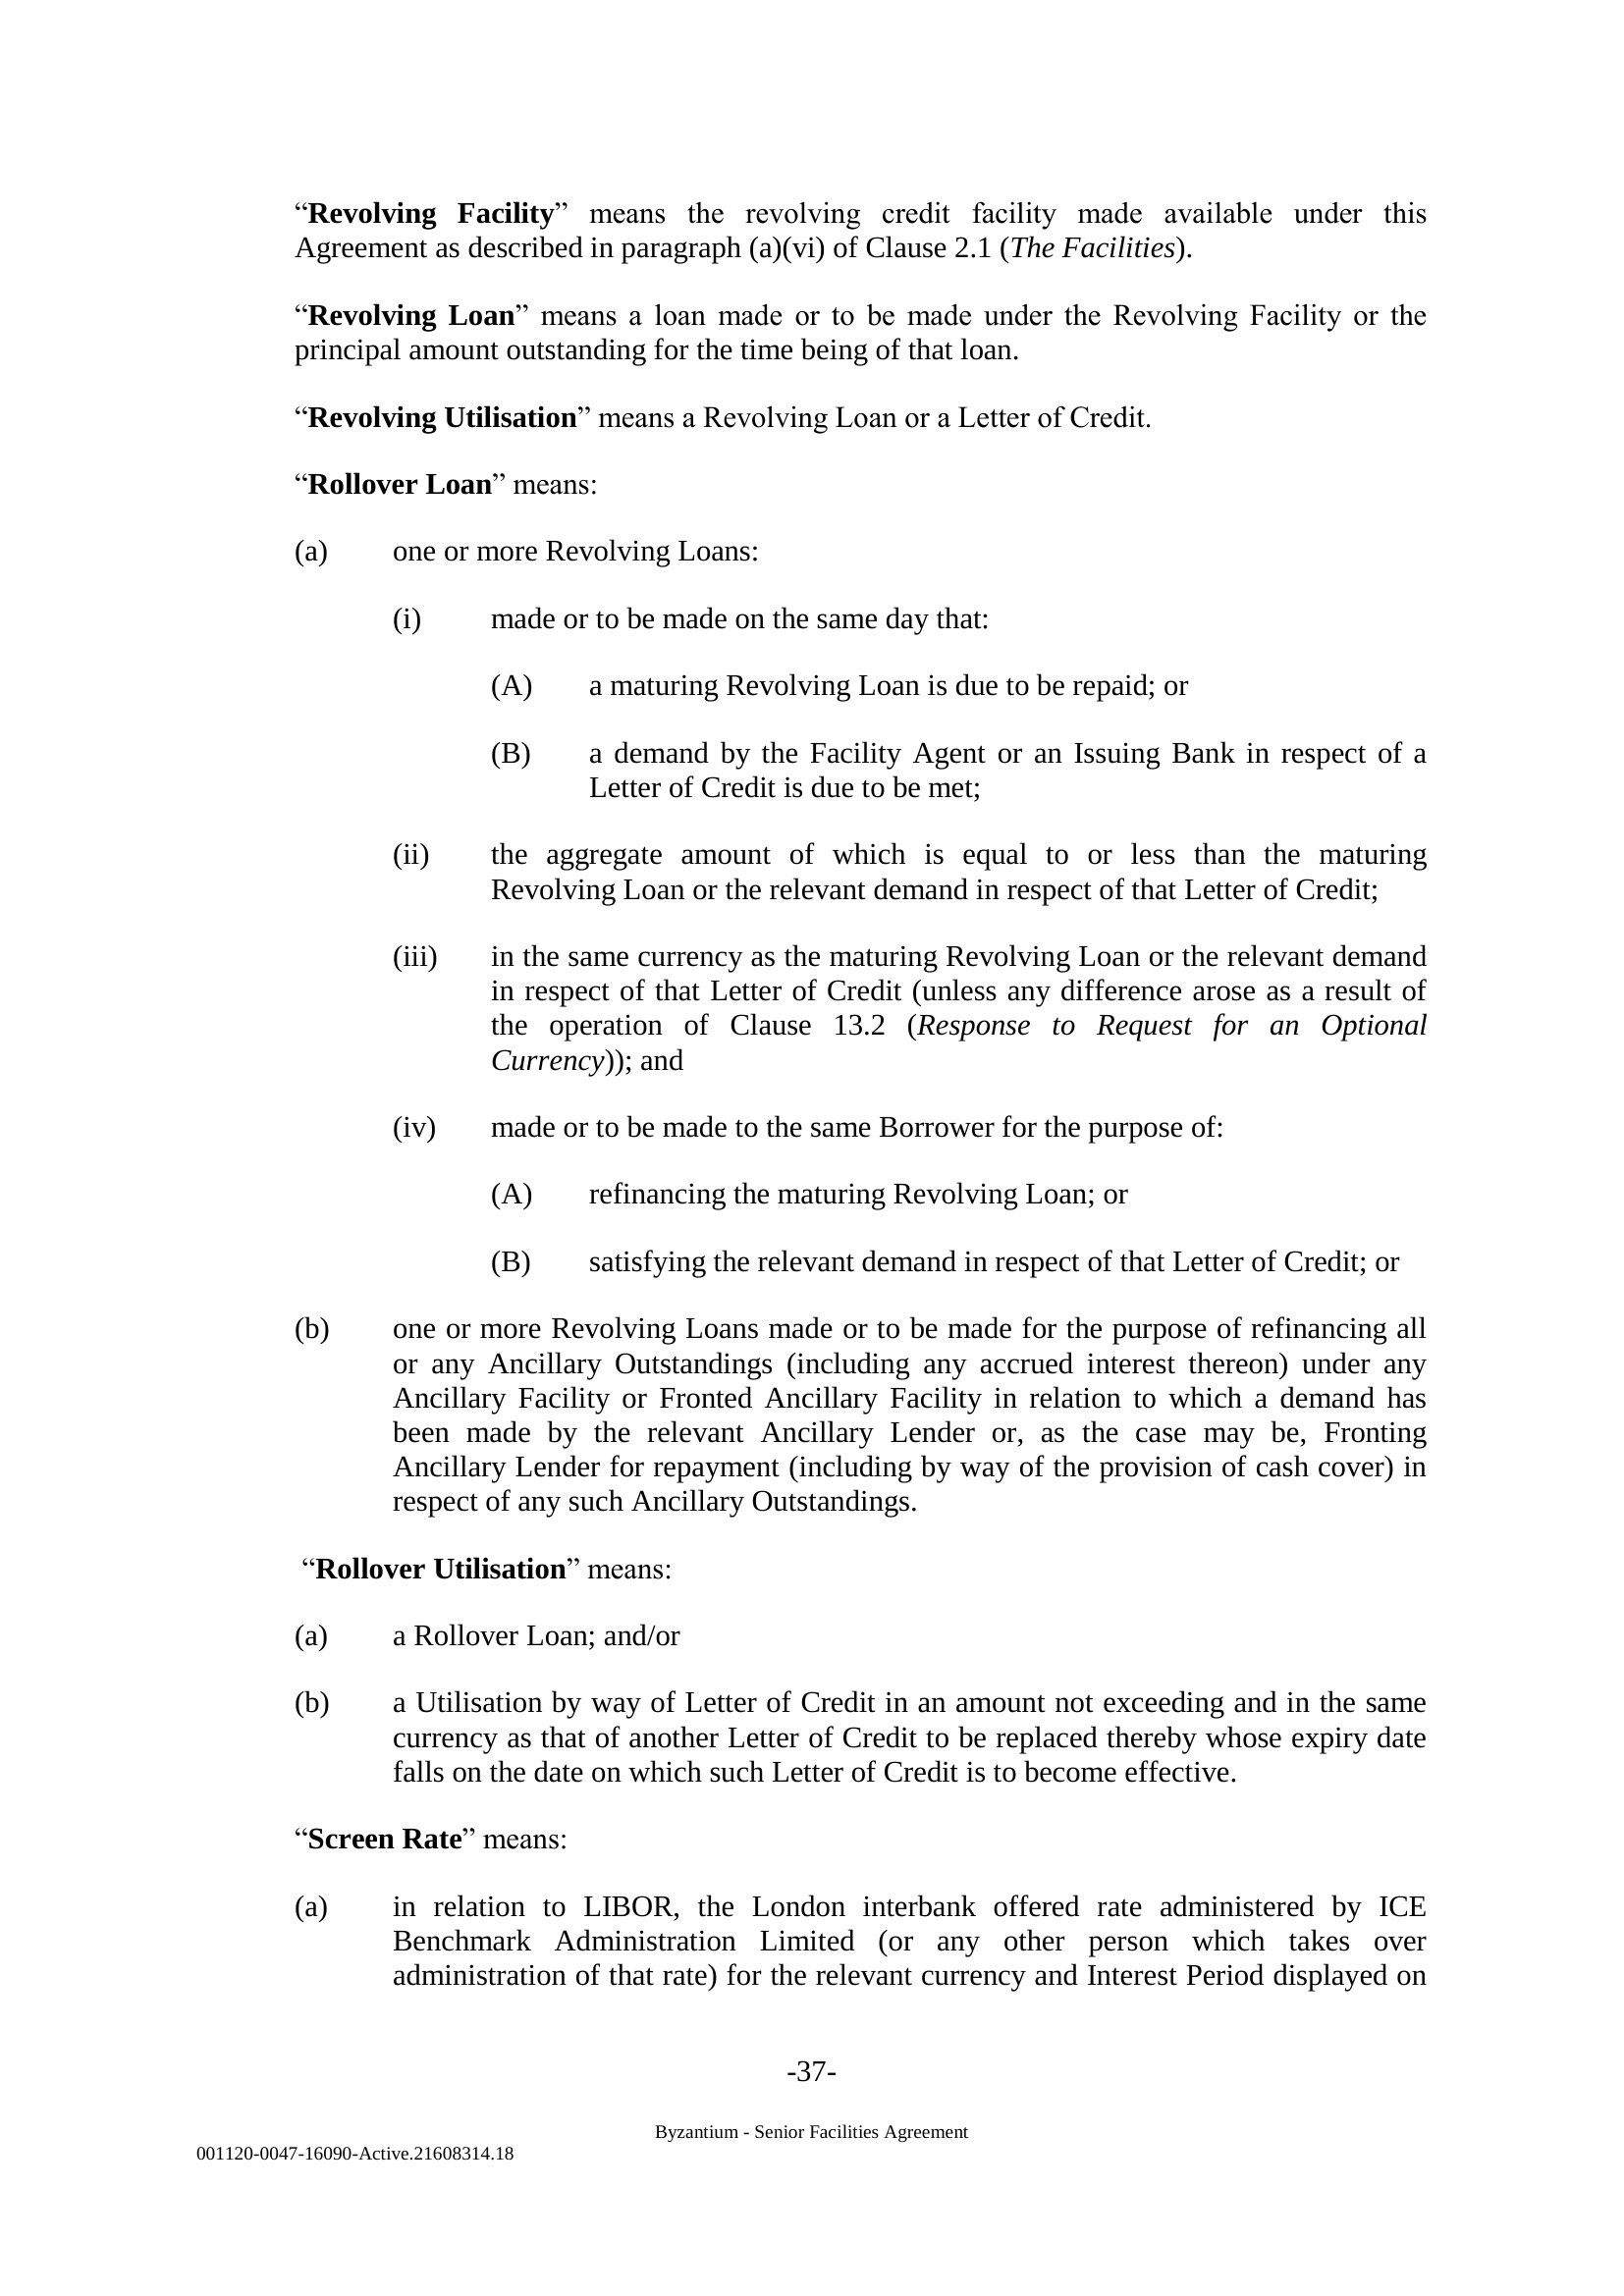 “Revolving Facility” means the revolving credit facility made available under this
Agreement as described in paragraph (a)(vi) of Clause 2.1 (The Facilities).
“Revolving Loan” means a loan made or to be made under the Revolving Facility or the
principal amount outstanding for the time being of that loan.
“Revolving Utilisation” means a Revolving Loan or a Letter of Credit.
“Rollover Loan” means:
(a) one or more Revolving Loans:
(i) made or to be made on the same day that:
(A) a maturing Revolving Loan is due to be repaid; or
(B) a demand by the Facility Agent or an Issuing Bank in respect of a
Letter of Credit is due to be met;
(ii) the aggregate amount of which is equal to or less than the maturing
Revolving Loan or the relevant demand in respect of that Letter of Credit;
(iii) in the same currency as the maturing Revolving Loan or the relevant demand
in respect of that Letter of Credit (unless any difference arose as a result of
the operation of Clause 13.2 (Response to Request for an Optional
Currency)); and
(iv) made or to be made to the same Borrower for the purpose of:
(A) refinancing the maturing Revolving Loan; or
(B) satisfying the relevant demand in respect of that Letter of Credit; or
(b) one or more Revolving Loans made or to be made for the purpose of refinancing all
or any Ancillary Outstandings (including any accrued interest thereon) under any
Ancillary Facility or Fronted Ancillary Facility in relation to which a demand has
been made by the relevant Ancillary Lender or, as the case may be, Fronting
Ancillary Lender for repayment (including by way of the provision of cash cover) in
respect of any such Ancillary Outstandings.
“Rollover Utilisation” means:
(a) a Rollover Loan; and/or
(b) a Utilisation by way of Letter of Credit in an amount not exceeding and in the same
currency as that of another Letter of Credit to be replaced thereby whose expiry date
falls on the date on which such Letter of Credit is to become effective.
“Screen Rate” means:
(a) in relation to LIBOR, the London interbank offered rate administered by ICE
Benchmark Administration Limited (or any other person which takes over
administration of that rate) for the relevant currency and Interest Period displayed on
-37-
Byzantium - Senior Facilities Agreement
001120-0047-16090-Active.21608314.18